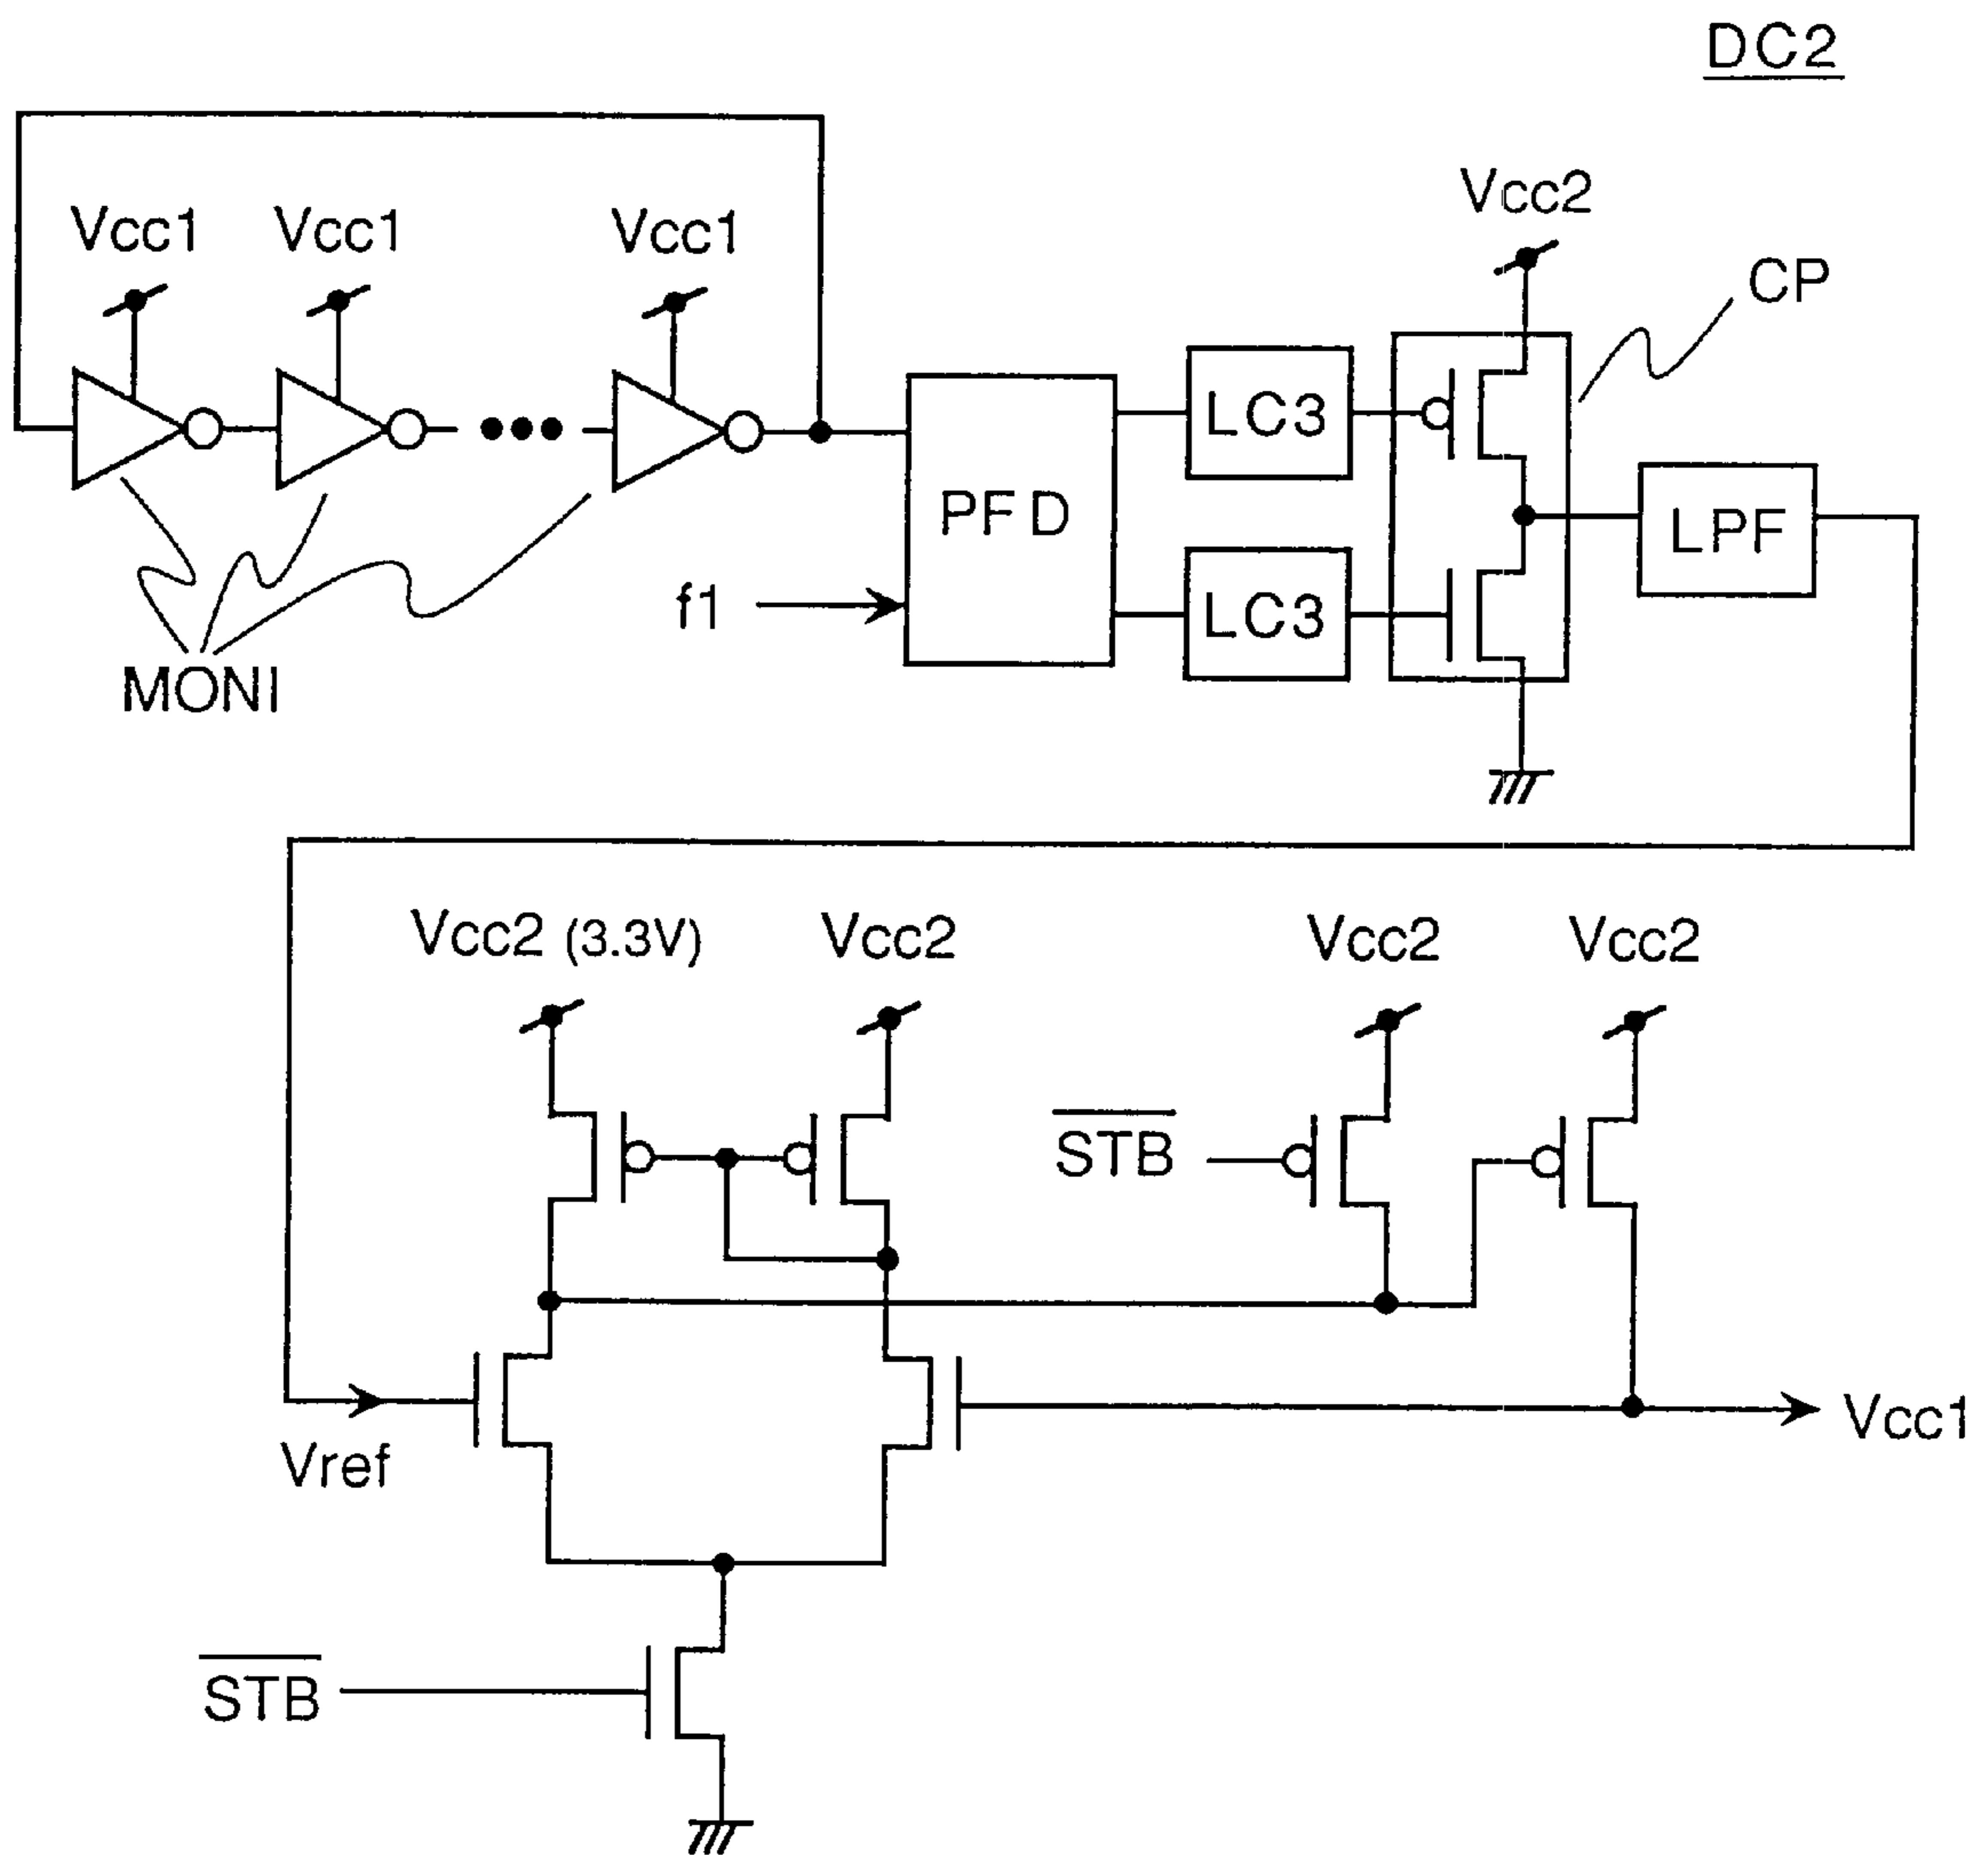 DC2
Vcc1 Vcc1 Vcc1 Vcc2
CP
LC3
PFD
LPF
f1
LC3
MONI
Vcc2 (3.3V) Vcc2 Vcc2 Vcc2
STB
Vref
Vcc1
STB